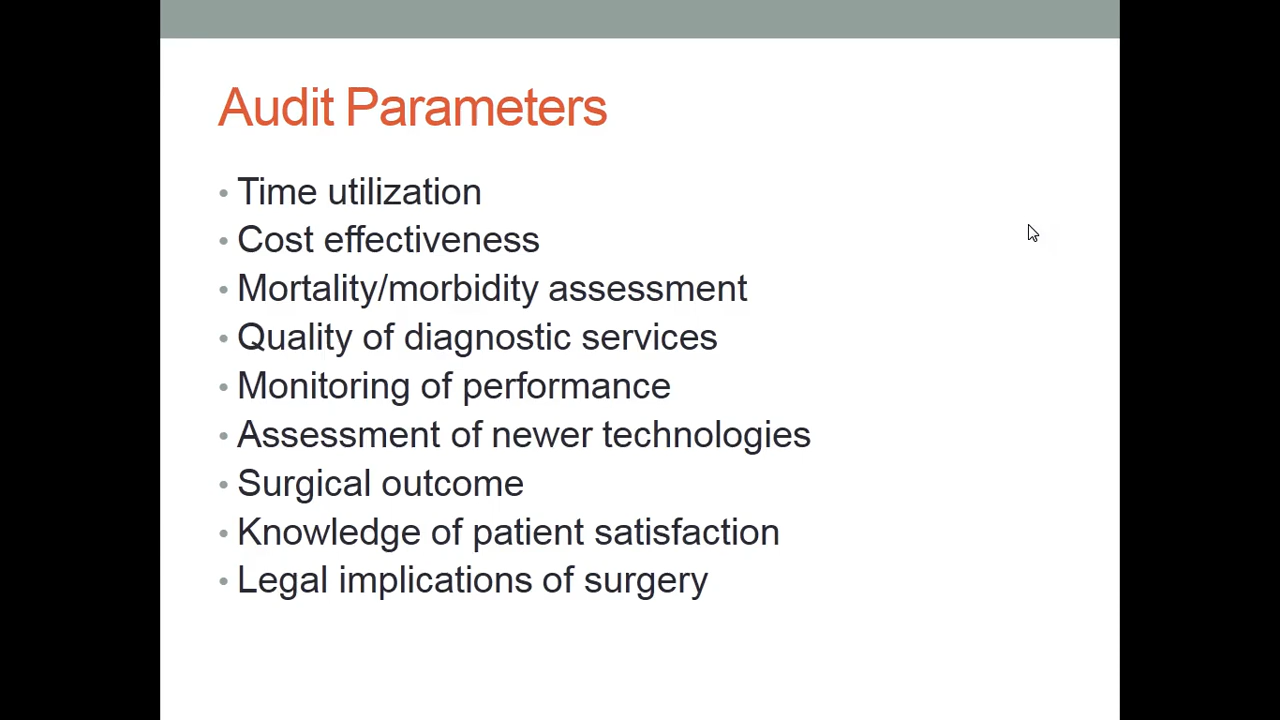 Audit Parameters
• Time utilization
• Cost effectiveness
• Mortality/morbidity assessment
• Quality of diagnostic services
• Monitoring of performance
• Assessment of newer technologies
• Surgical outcome
• Knowledge of patient satisfaction
• Legal implications of surgery